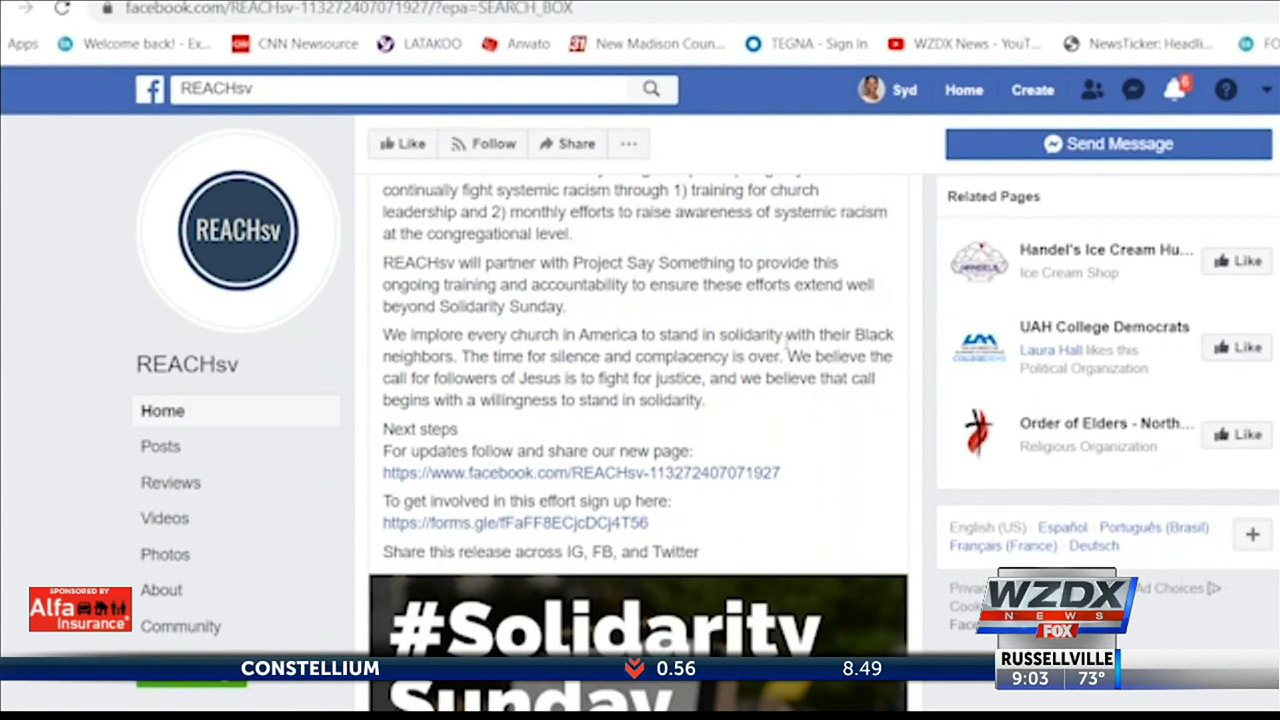 facebook.com/REACHsv-113272407071927/?epa=SEARCH_BOX
Apps Welcome back! - Ex... CNN Newsource LATAKOO Anvato 31 New Madison Coun... TEGNA - Sign In WZDX News - YouT... NewsTicker: Headli... FO
REACHsv
Syd Home Create 6
Like Follow Share ...
Send Message
REACHsv
REACHsv
Home
Posts
Reviews
Videos
Photos
About
Community
continually fight systemic racism through 1) training for church
leadership and 2) monthly efforts to raise awareness of systemic racism
at the congregational level.
REACHsv will partner with Project Say Something to provide this
ongoing training and accountability to ensure these efforts extend well
beyond Solidarity Sunday.
We implore every church in America to stand in solidarity with their Black
neighbors. The time for silence and complacency is over. We believe the
call for followers of Jesus is to fight for justice, and we believe that call
begins with a willingness to stand in solidarity.
Next steps
For updates follow and share our new page:
https://www.facebook.com/REACHsv-113272407071927
To get involved in this effort sign up here:
https://forms.gle/fFaFF8ECjcDCj4T56
Share this release across IG, FB, and Twitter
#Solidarity
Sunday
Related Pages
Handel's Ice Cream Hu...
Ice Cream Shop
Like
UAH College Democrats
Laura Hall likes this
Political Organization
Like
Order of Elders - North...
Religious Organization
Like
English (US) · Español · Português (Brasil)
Français (France) · Deutsch
Ad Choices
SPONSORED BY
Alfa
Insurance®
WZDX
NEWS
FOX
CONSTELLIUM 0.56 8.49
RUSSELLVILLE
9:03 73°